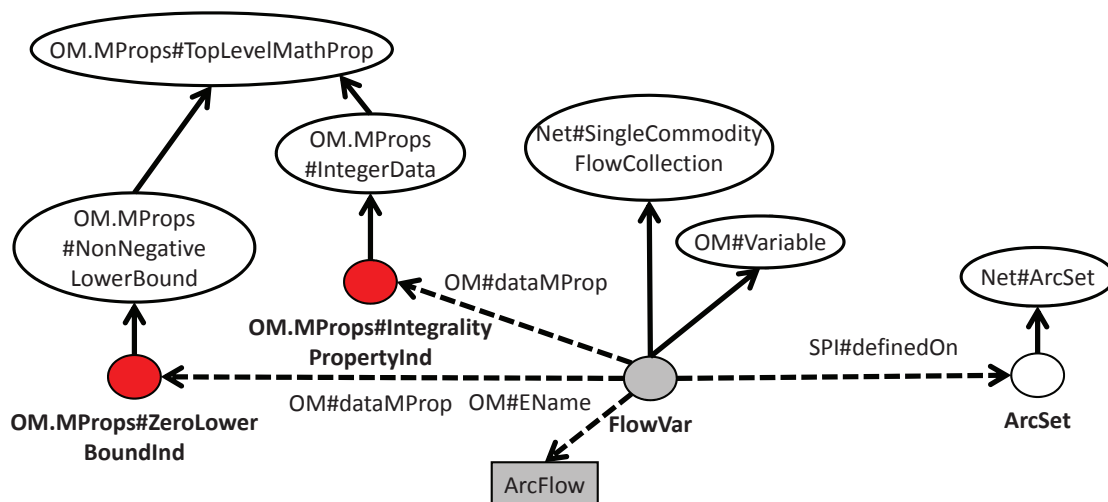 OM.MProps#TopLevelMathProp
OM.MProps
#IntegerData
Net#SingleCommodity
FlowCollection
OM.MProps
#NonNegative
LowerBound
OM#Variable
Net#ArcSet
OM#dataMProp
OM.MProps#Integrality
PropertyInd
SPI#definedOn
OM#dataMProp
OM#EName
OM.MProps#ZeroLower
BoundInd
FlowVar
ArcSet
ArcFlow